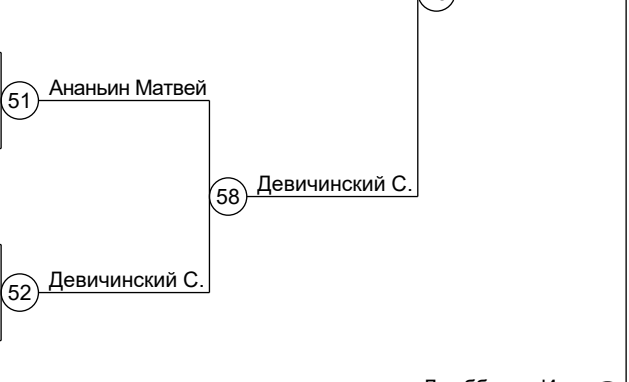 51 Ананьин Матвей
58 Девичинский С.
52 Девичинский С.